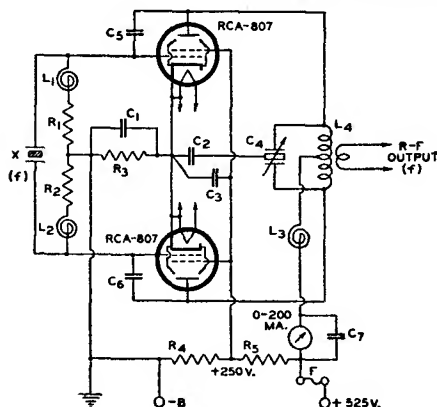 C5
RCA-807
L1
R1
C1
X
(f)
R2
R3
C2
C4
L4
R-F
OUTPUT
(f)
C3
L2
L3
RCA-807
C6
0-200
MA.
C7
R4
R5
+250 V.
F
-B
+ 525V.